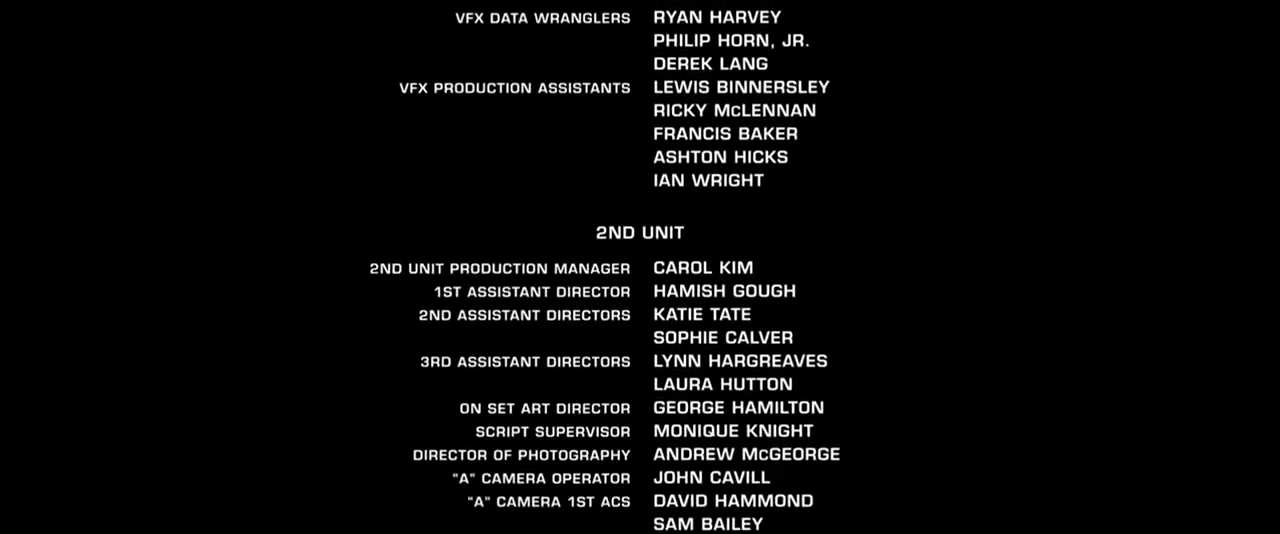 VFX DATA WRANGLERS RYAN HARVEY
PHILIP HORN, JR.
DEREK LANG
VFX PRODUCTION ASSISTANTS LEWIS BINNERSLEY
RICKY McLENNAN
FRANCIS BAKER
ASHTON HICKS
IAN WRIGHT
2ND UNIT
2ND UNIT PRODUCTION MANAGER CAROL KIM
1ST ASSISTANT DIRECTOR HAMISH GOUGH
2ND ASSISTANT DIRECTORS KATIE TATE
SOPHIE CALVER
3RD ASSISTANT DIRECTORS LYNN HARGREAVES
LAURA HUTTON
ON SET ART DIRECTOR GEORGE HAMILTON
SCRIPT SUPERVISOR MONIQUE KNIGHT
DIRECTOR OF PHOTOGRAPHY ANDREW McGEORGE
"A" CAMERA OPERATOR JOHN CAVILL
"A" CAMERA 1ST ACS DAVID HAMMOND
SAM BAILEY